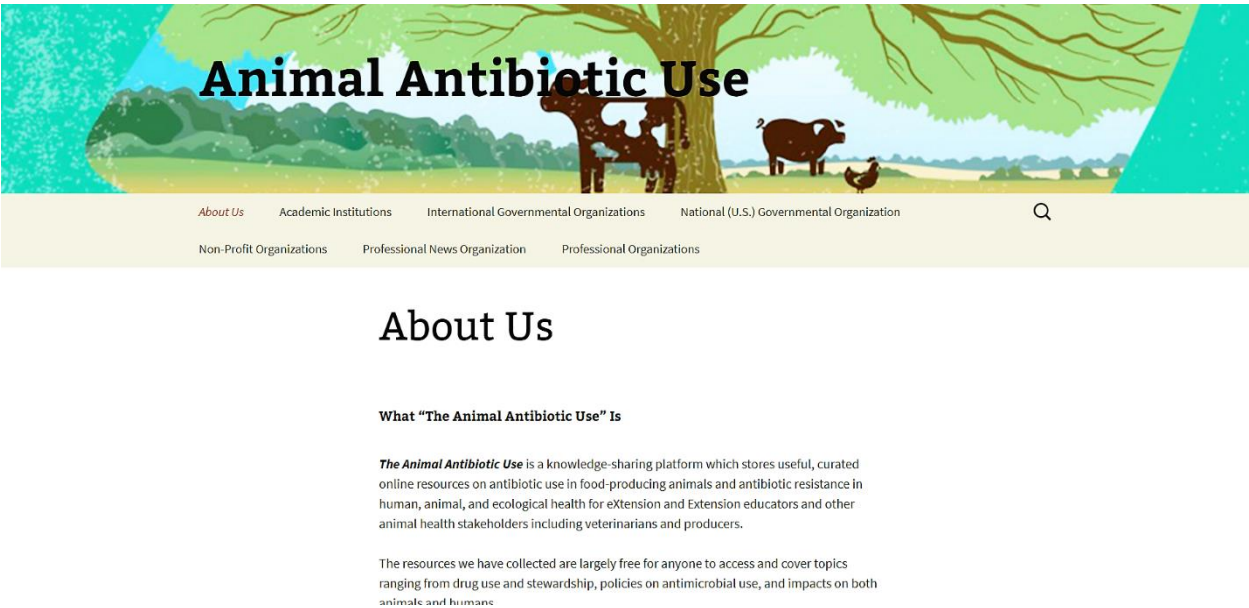 Animal Antibiotic Use
About Us Academic Institutions International Governmental Organizations National (U.S.) Governmental Organization
Non-Profit Organizations Professional News Organization Professional Organizations
About Us
What “The Animal Antibiotic Use” Is
The Animal Antibiotic Use is a knowledge-sharing platform which stores useful, curated
online resources on antibiotic use in food-producing animals and antibiotic resistance in
human, animal, and ecological health for eXtension and Extension educators and other
animal health stakeholders including veterinarians and producers.
The resources we have collected are largely free for anyone to access and cover topics
ranging from drug use and stewardship, policies on antimicrobial use, and impacts on both
animals and humans.